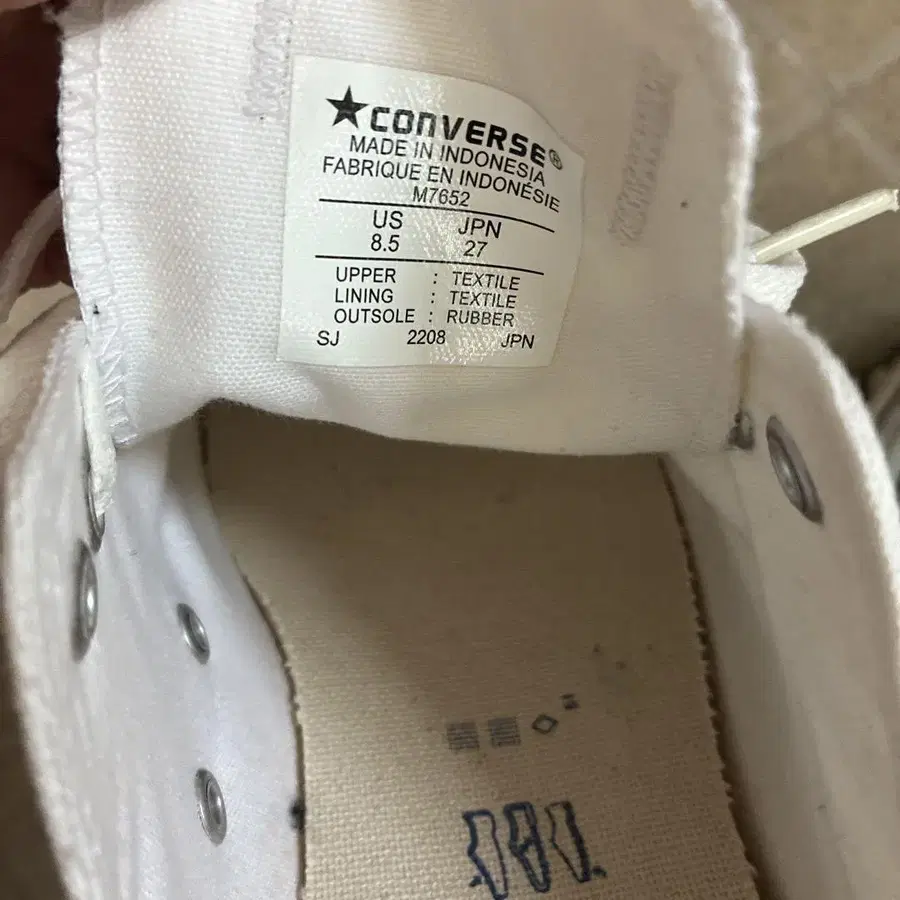 ★CONVERSE®
MADE IN INDONESIA
FABRIQUE EN INDONÉSIE
M7652
US JPN
8.5 27
UPPER : TEXTILE
LINING : TEXTILE
OUTSOLE : RUBBER
SJ 2208 JPN